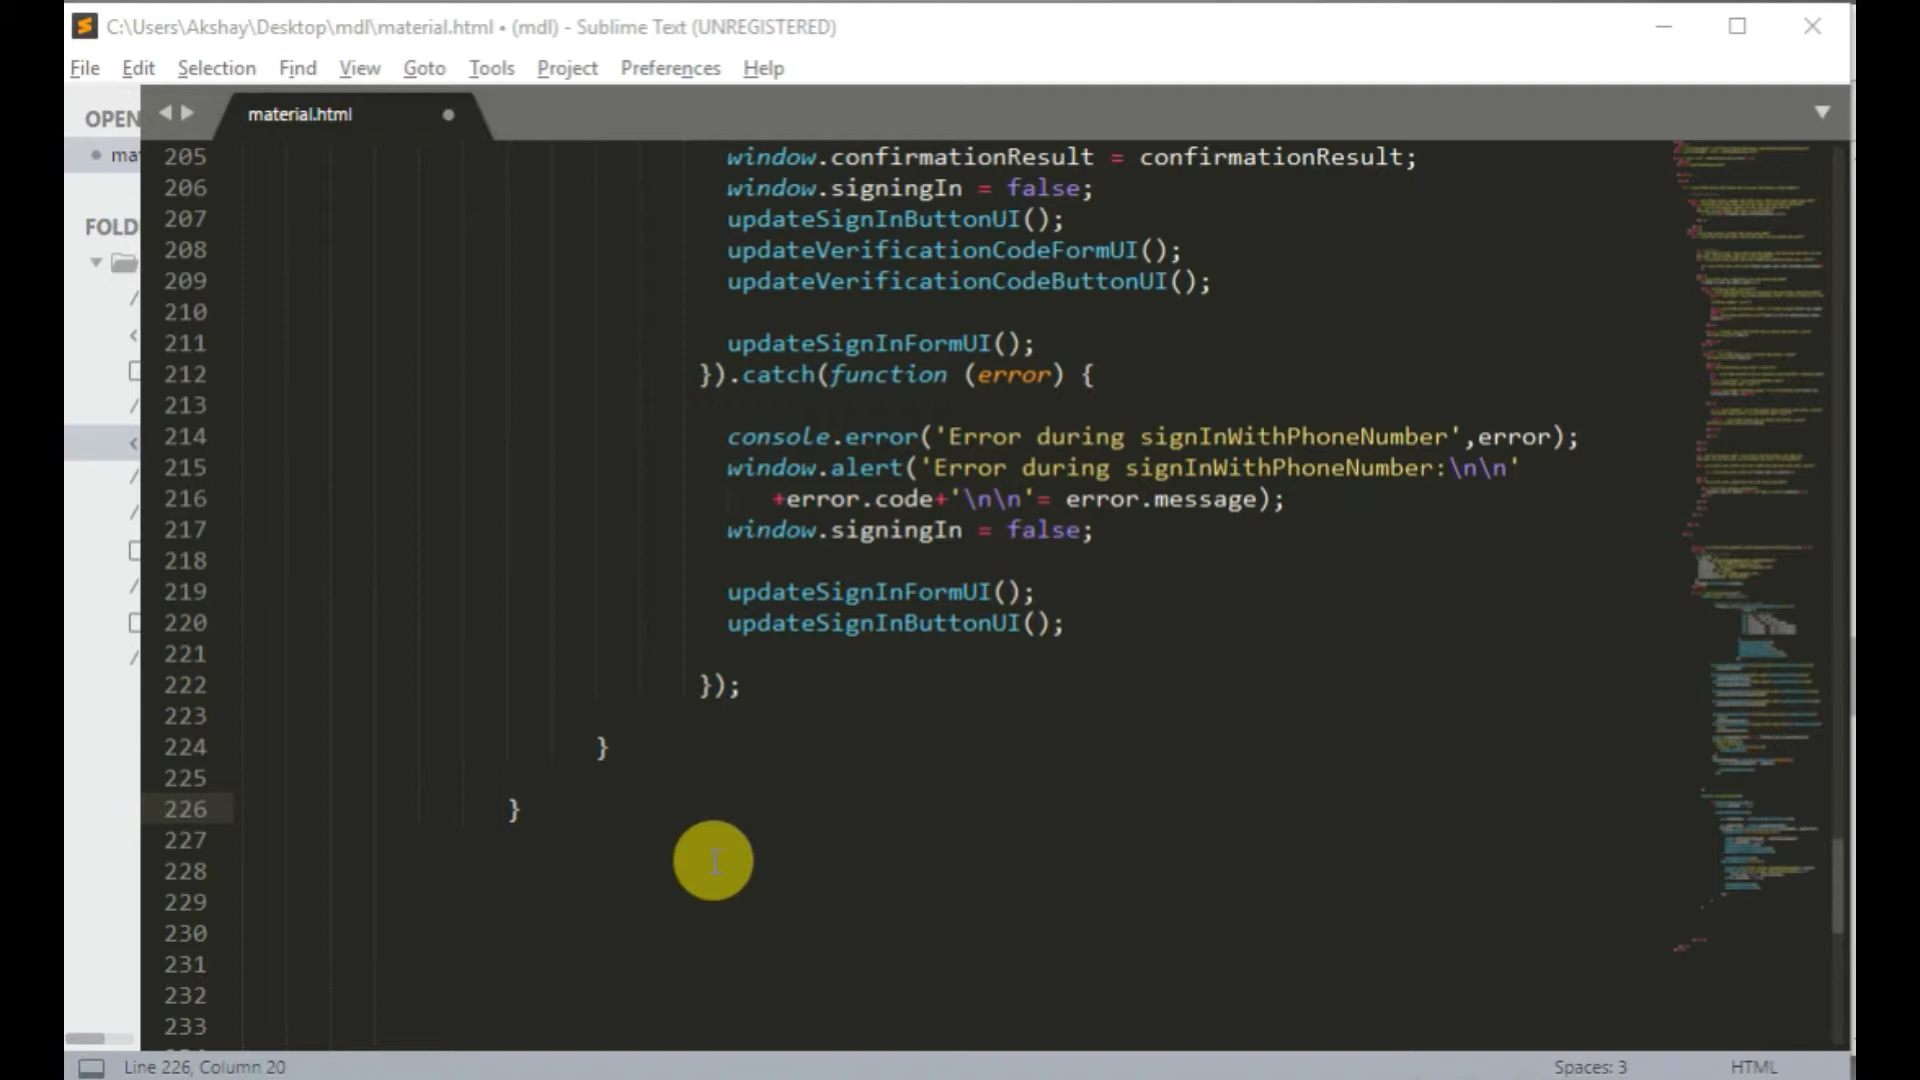 C:\Users\Akshay\Desktop\mdl\material.html • (mdl) - Sublime Text (UNREGISTERED)
File Edit Selection Find View Goto Tools Project Preferences Help
OPEN
material.html
mat
FOLD
205 window.confirmationResult = confirmationResult;
206 window.signingIn = false;
207 updateSignInButtonUI();
208 updateVerificationCodeFormUI();
209 updateVerificationCodeButtonUI();
210
211 updateSignInFormUI();
212 }).catch(function (error) {
213
214 console.error('Error during signInWithPhoneNumber',error);
215 window.alert('Error during signInWithPhoneNumber:\n\n'
216 +error.code+'\n\n'= error.message);
217 window.signingIn = false;
218
219 updateSignInFormUI();
220 updateSignInButtonUI();
221
222 });
223
224 }
225
226 }
227
228
229
230
231
232
233
Line 226, Column 20
Spaces: 3
HTML